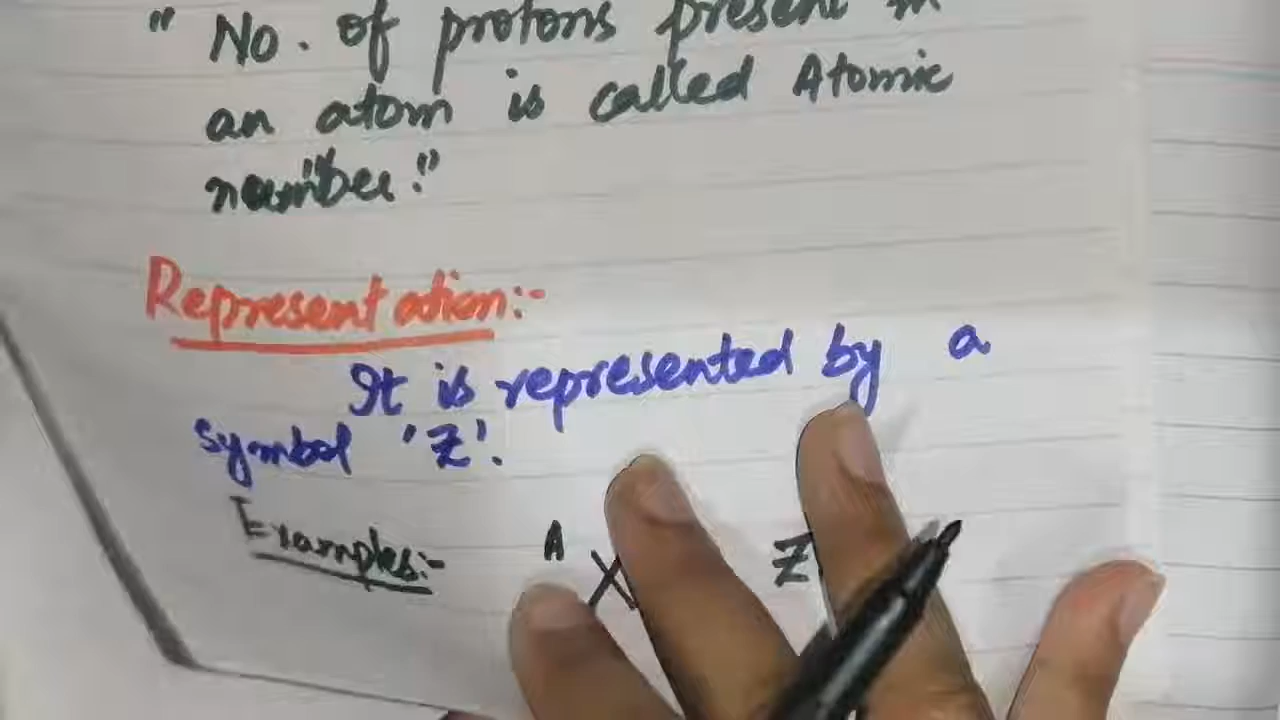 " No. of protons present in
an atom is called Atomic
number."
Representation:-
It is represented by a
symbol 'Z'.
Examples:- A X Z